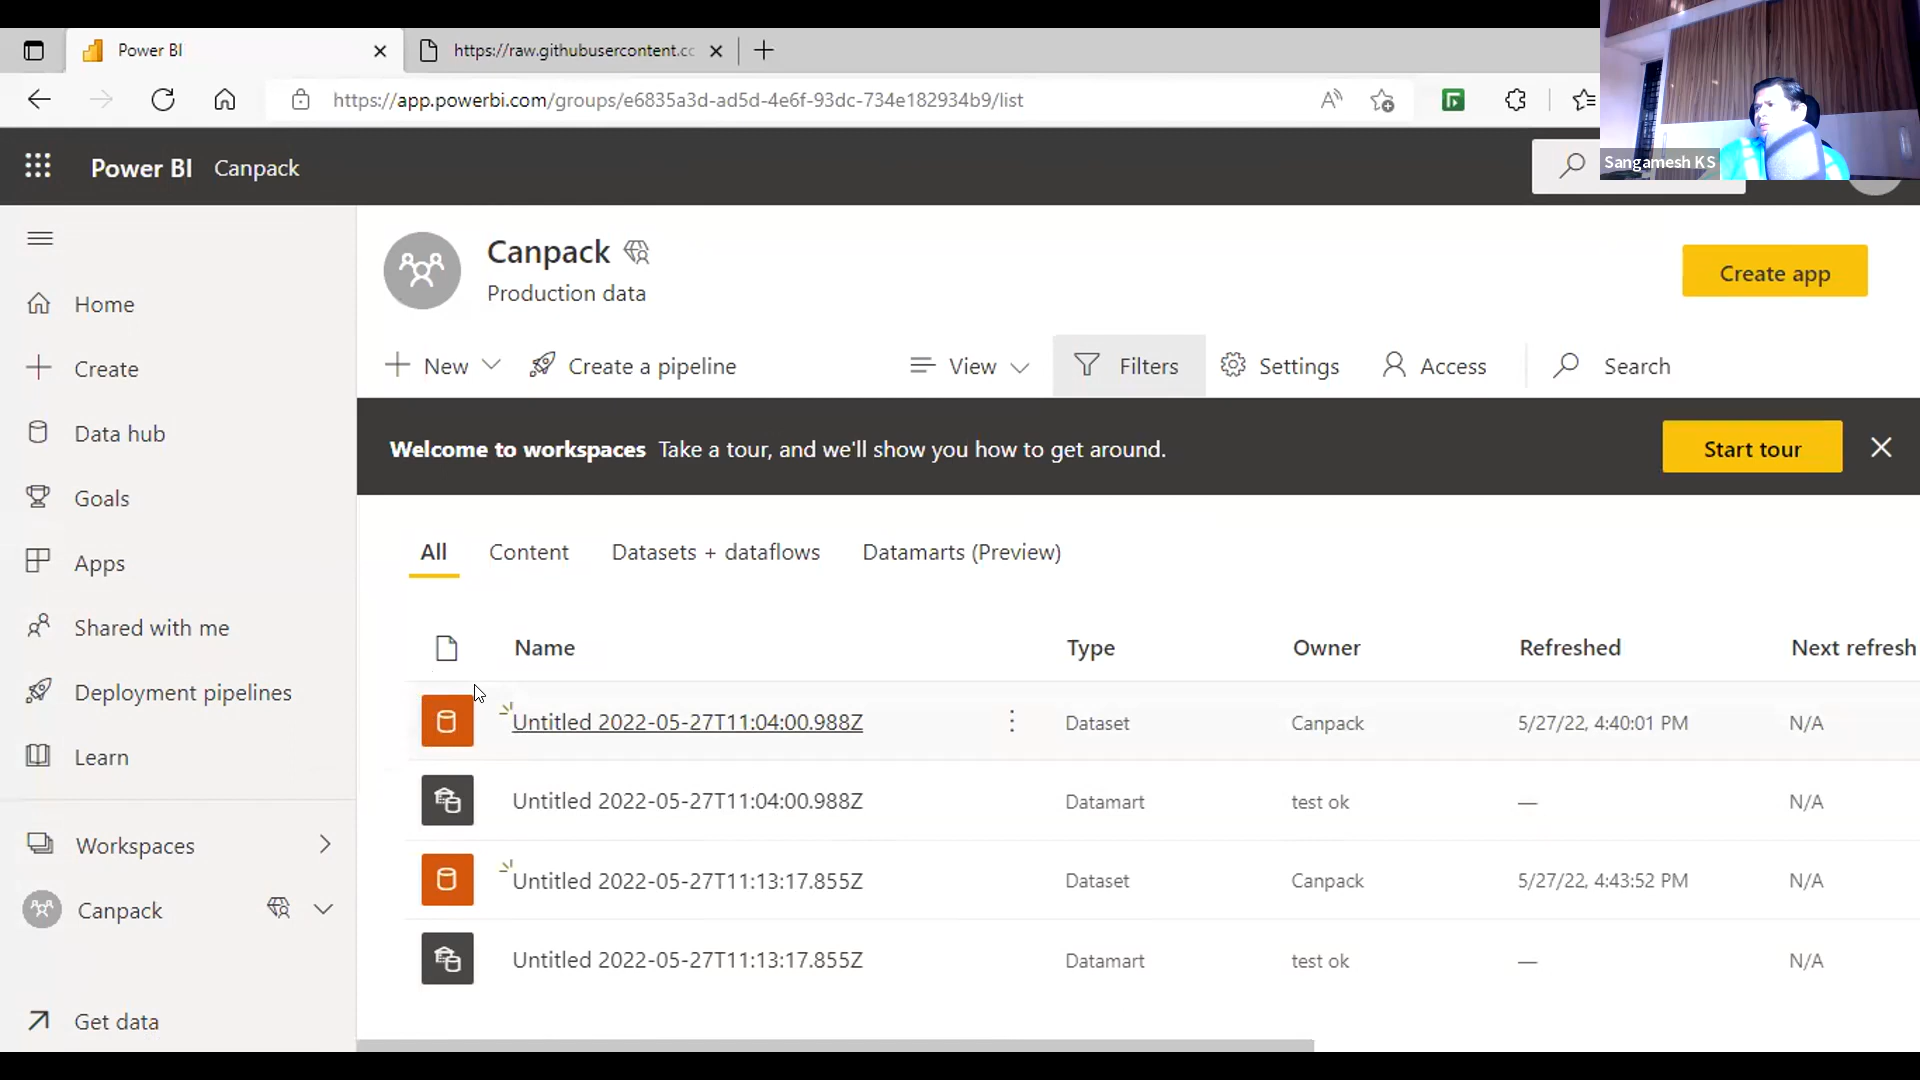 Power BI
https://raw.githubusercontent.cc
https://app.powerbi.com/groups/e6835a3d-ad5d-4e6f-93dc-734e182934b9/list
Sangamesh KS
Power BI Canpack
Home
Create
Data hub
Goals
Apps
Shared with me
Deployment pipelines
Learn
Workspaces
Canpack
Get data
Canpack
Production data
Create app
New Create a pipeline View Filters Settings Access Search
Welcome to workspaces Take a tour, and we'll show you how to get around. Start tour
All Content Datasets + dataflows Datamarts (Preview)
Name Type Owner Refreshed Next refresh
Untitled 2022-05-27T11:04:00.988Z Dataset Canpack 5/27/22, 4:40:01 PM N/A
Untitled 2022-05-27T11:04:00.988Z Datamart test ok — N/A
Untitled 2022-05-27T11:13:17.855Z Dataset Canpack 5/27/22, 4:43:52 PM N/A
Untitled 2022-05-27T11:13:17.855Z Datamart test ok — N/A